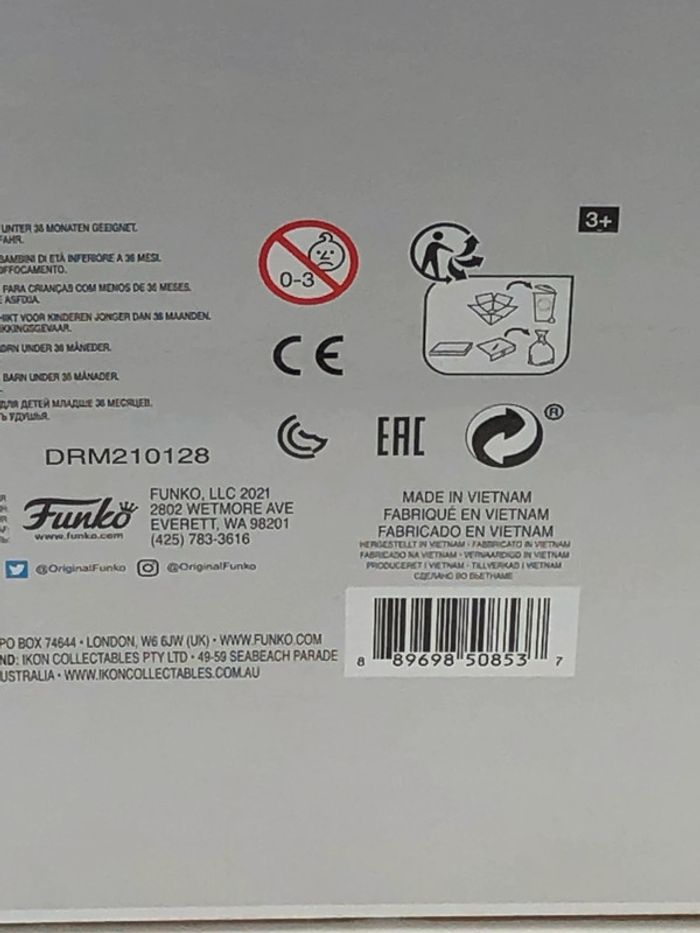 3+
UNTER 36 MONATEN GEEIGNET.
FAHR.
BAMBINI DI ETÀ INFERIORE A 36 MESI.
OFFOCAMENTO.
PARA CRIANÇAS COM MENOS DE 36 MESES.
E ASFIXIA.
HIKT VOOR KINDEREN JONGER DAN 36 MAANDEN.
IKKINGSGEVAAR.
ØRN UNDER 36 MÅNEDER.
BARN UNDER 36 MÅNADER.
ДЛЯ ДЕТЕЙ МЛАДШЕ 36 МЕСЯЦЕВ.
Ь УДУШЬЯ.
0-3
CE
EAC
®
DRM210128
Funko
www.funko.com
FUNKO, LLC 2021
2802 WETMORE AVE
EVERETT, WA 98201
(425) 783-3616
@OriginalFunko @OriginalFunko
MADE IN VIETNAM
FABRIQUÉ EN VIETNAM
FABRICADO EN VIETNAM
HERGESTELLT IN VIETNAM • FABBRICATO IN VIETNAM
FABRICADO NA VIETNAM • VERVAARDIGD IN VIETNAM
PRODUCERET I VIETNAM • TILLVERKAD I VIETNAM
СДЕЛАНО ВО ВЬЕТНАМЕ
8 89698 50853 7
PO BOX 74644 • LONDON, W6 6JW (UK) • WWW.FUNKO.COM
ND: IKON COLLECTABLES PTY LTD • 49-59 SEABEACH PARADE
USTRALIA • WWW.IKONCOLLECTABLES.COM.AU